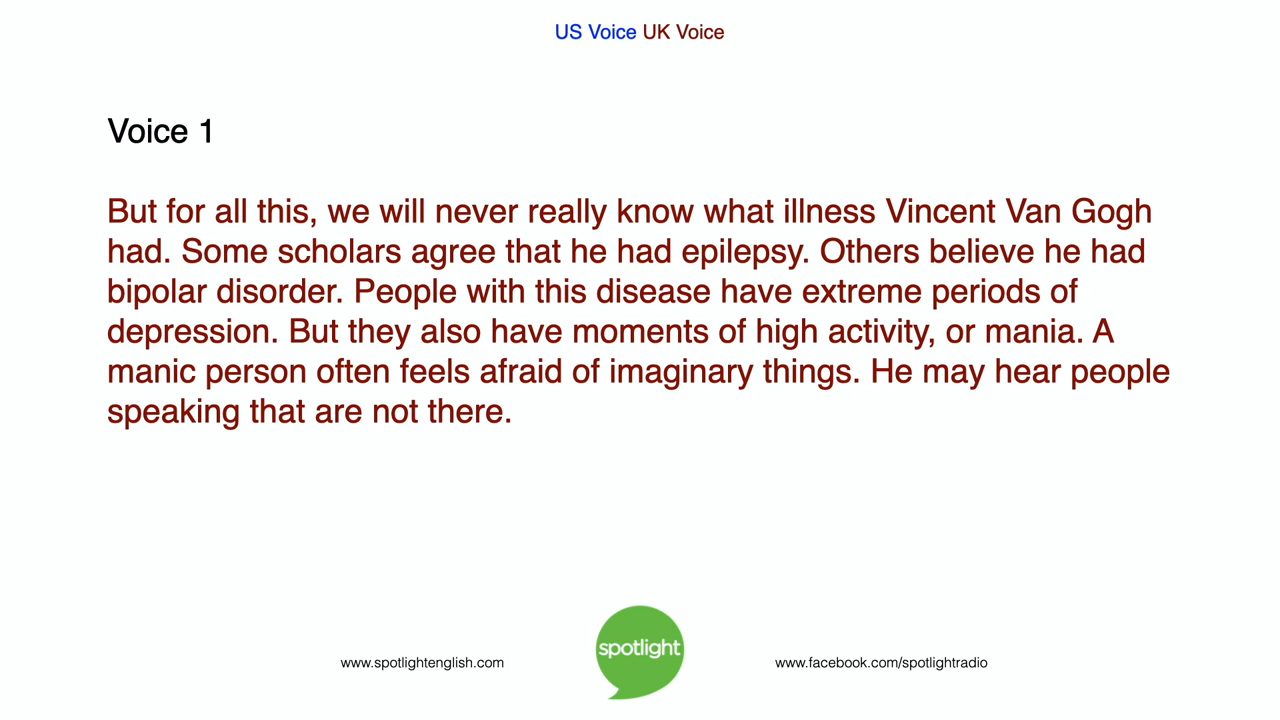 US Voice UK Voice
Voice 1
But for all this, we will never really know what illness Vincent Van Gogh
had. Some scholars agree that he had epilepsy. Others believe he had
bipolar disorder. People with this disease have extreme periods of
depression. But they also have moments of high activity, or mania. A
manic person often feels afraid of imaginary things. He may hear people
speaking that are not there.
www.spotlightenglish.com
spotlight
www.facebook.com/spotlightradio